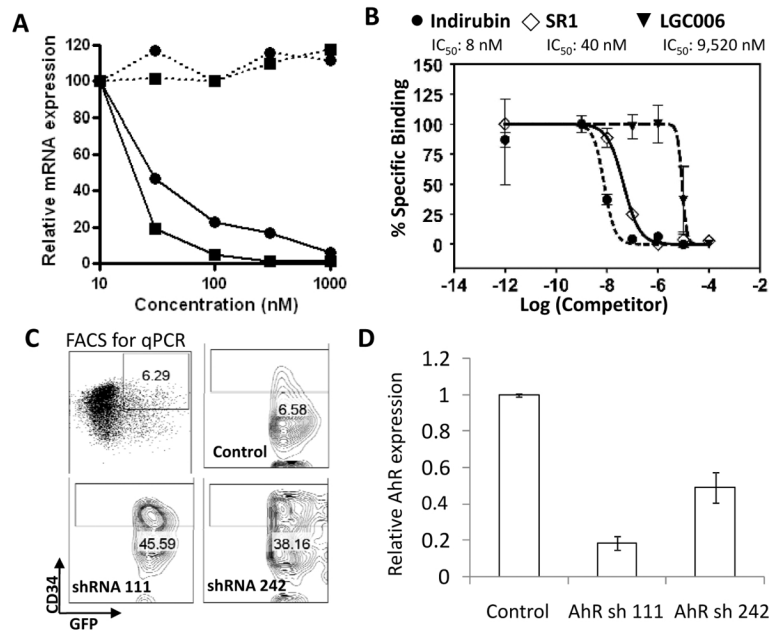 A
Relative mRNA expression
120
100
80
60
40
20
0
10
100
1000
Concentration (nM)
B
Indirubin
SR1
LGC006
IC50: 8 nM
IC50: 40 nM
IC50: 9,520 nM
% Specific Binding
150
125
100
75
50
25
0
-14
-12
-10
-8
-6
-4
-2
Log (Competitor)
C
FACS for qPCR
6.29
6.58
Control
45.59
shRNA 111
38.16
shRNA 242
CD34
GFP
D
Relative AhR expression
1.2
1
0.8
0.6
0.4
0.2
0
Control
AhR sh 111
AhR sh 242